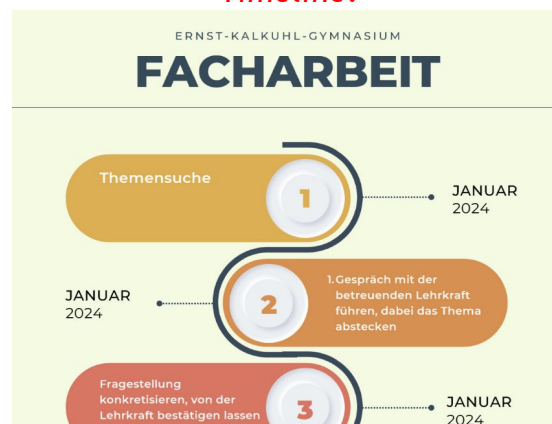 ERNST-KALKUHL-GYMNASIUM
FACHARBEIT
Themensuche
1
JANUAR
2024
JANUAR
2024
2
1. Gespräch mit der
betreuenden Lehrkraft
führen, dabei das Thema
abstecken
Fragestellung
konkretisieren, von der
Lehrkraft bestätigen lassen
3
JANUAR
2024